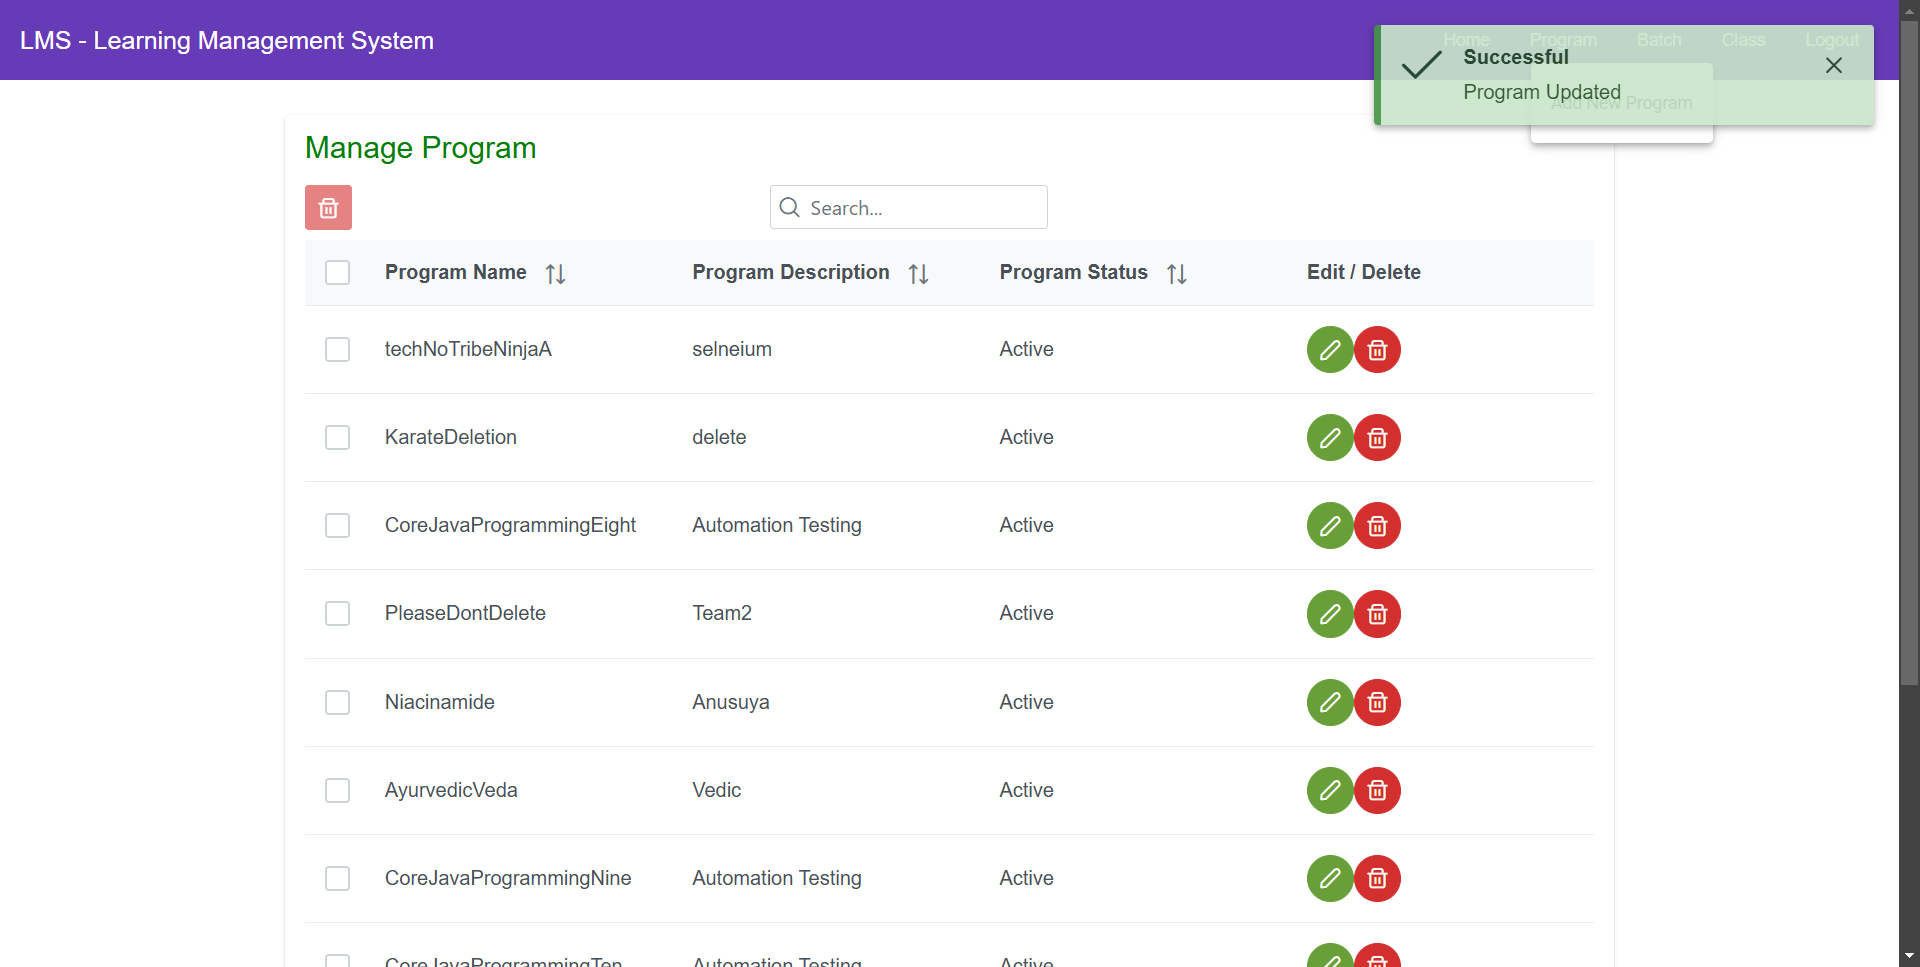 LMS - Learning Management System
Home Program Batch Class Logout
Successful
Program Updated
Add New Program
Manage Program
Search...
Program Name Program Description Program Status Edit / Delete
techNoTribeNinjaA selneium Active
KarateDeletion delete Active
CoreJavaProgrammingEight Automation Testing Active
PleaseDontDelete Team2 Active
Niacinamide Anusuya Active
AyurvedicVeda Vedic Active
CoreJavaProgrammingNine Automation Testing Active
CoreJavaProgrammingTen Automation Testing Active